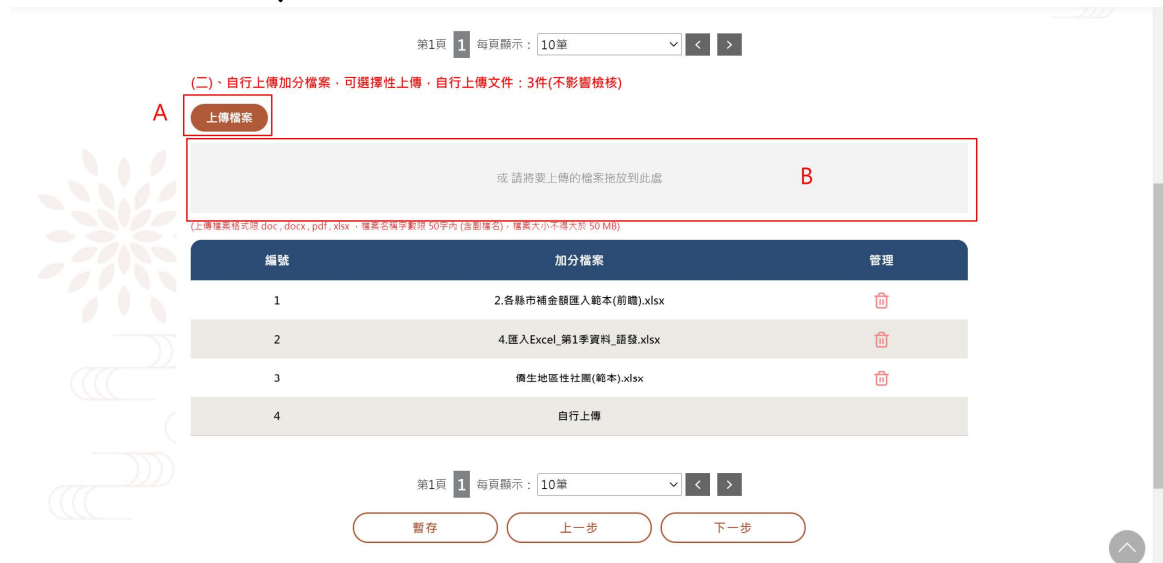 第1頁 1 每頁顯示： 10筆 < >
(二)、自行上傳加分檔案，可選擇性上傳，自行上傳文件：3件(不影響檢核)
A 上傳檔案
或 請將要上傳的檔案拖放到此處 B
(上傳檔案格式限 doc , docx , pdf , xlsx ，檔案名稱字數限 50字內 (含副檔名)，檔案大小不得大於 50 MB)
編號 加分檔案 管理
1 2.各縣市補金額匯入範本(前瞻).xlsx
2 4.匯入Excel_第1季資料_語發.xlsx
3 僑生地區性社團(範本).xlsx
4 自行上傳
第1頁 1 每頁顯示： 10筆 < >
暫存 上一步 下一步